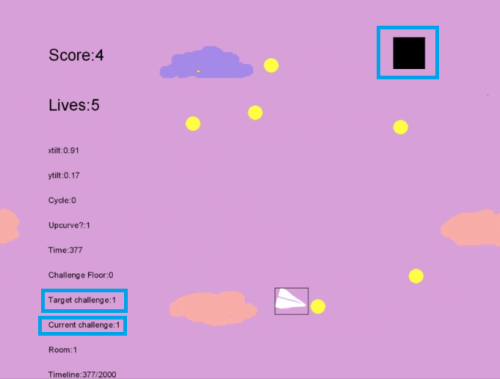 Score:4
Lives:5
xtilt:0.91
ytilt:0.17
Cycle:0
Upcurve?:1
Time:377
Challenge Floor:0
Target challenge:1
Current challenge:1
Room:1
Timeline:377/2000